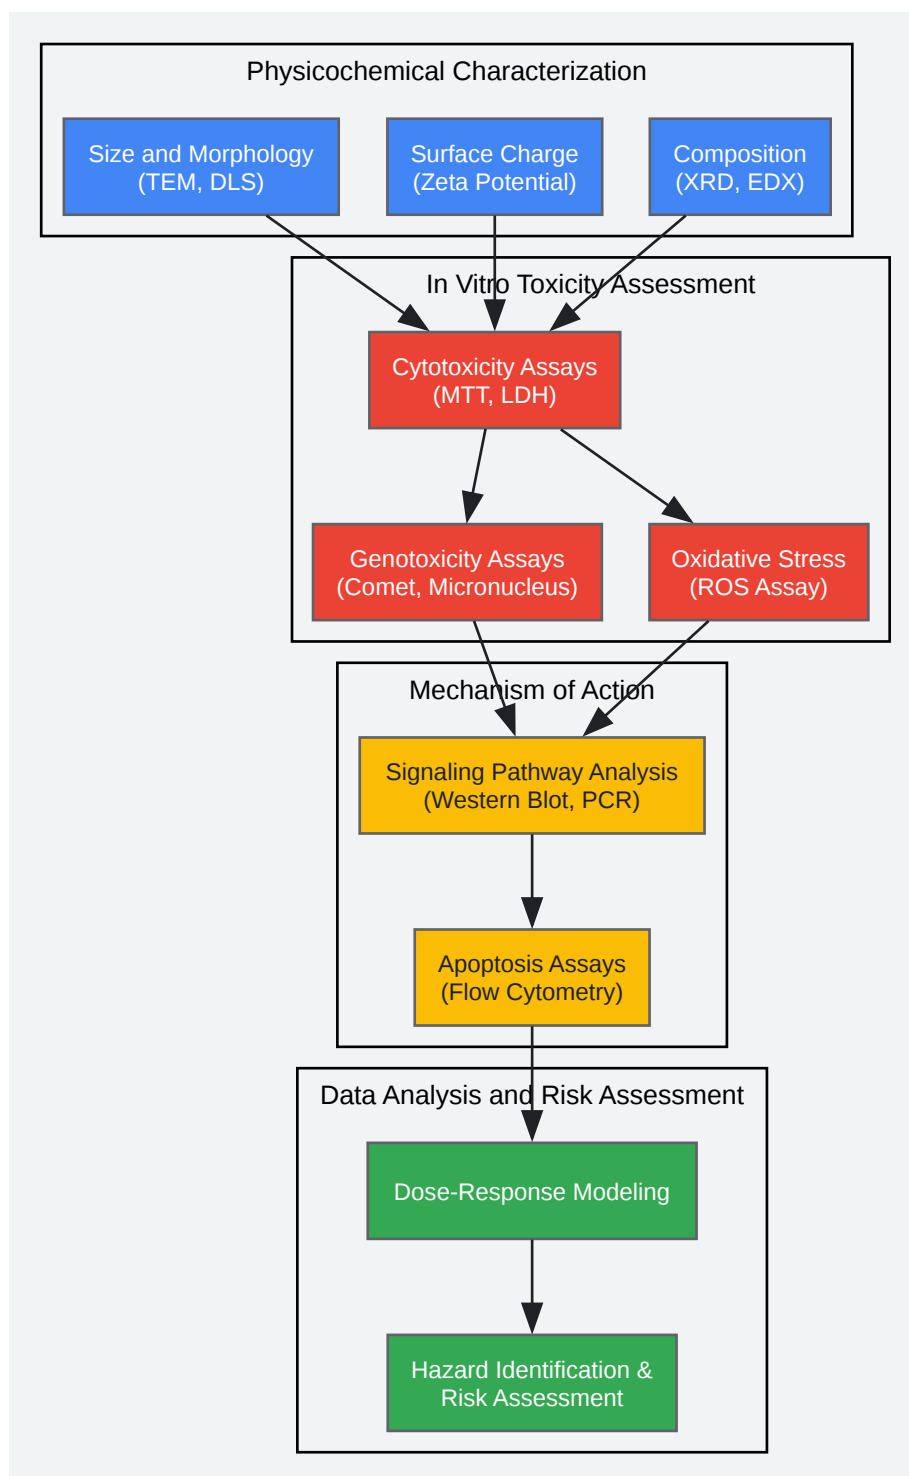 Physicochemical Characterization
Size and Morphology
(TEM, DLS)
Surface Charge
(Zeta Potential)
Composition
(XRD, EDX)
In Vitro Toxicity Assessment
Cytotoxicity Assays
(MTT, LDH)
Genotoxicity Assays
(Comet, Micronucleus)
Oxidative Stress
(ROS Assay)
Mechanism of Action
Signaling Pathway Analysis
(Western Blot, PCR)
Apoptosis Assays
(Flow Cytometry)
Data Analysis and Risk Assessment
Dose-Response Modeling
Hazard Identification &
Risk Assessment